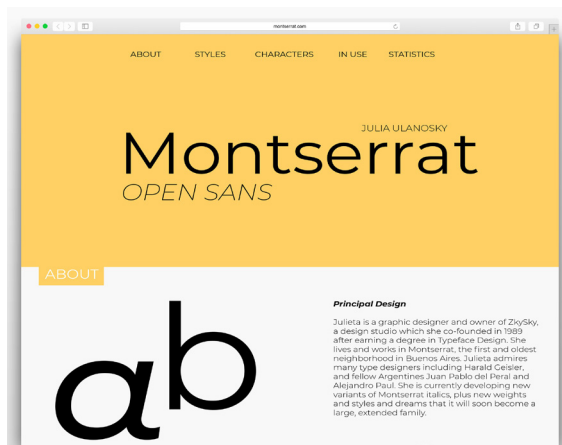 montserrat.com
ABOUT STYLES CHARACTERS IN USE STATISTICS
JULIA ULANOSKY
Montserrat
OPEN SANS
ABOUT
ab
Principal Design
Julieta is a graphic designer and owner of ZkySky,
a design studio which she co-founded in 1989
after earning a degree in Typeface Design. She
lives and works in Montserrat, the first and oldest
neighborhood in Buenos Aires. Julieta admires
many type designers including Harald Geisler,
and fellow Argentines Juan Pablo del Peral and
Alejandro Paul. She is currently developing new
variants of Montserrat italics, plus new weights
and styles and dreams that it will soon become a
large, extended family.